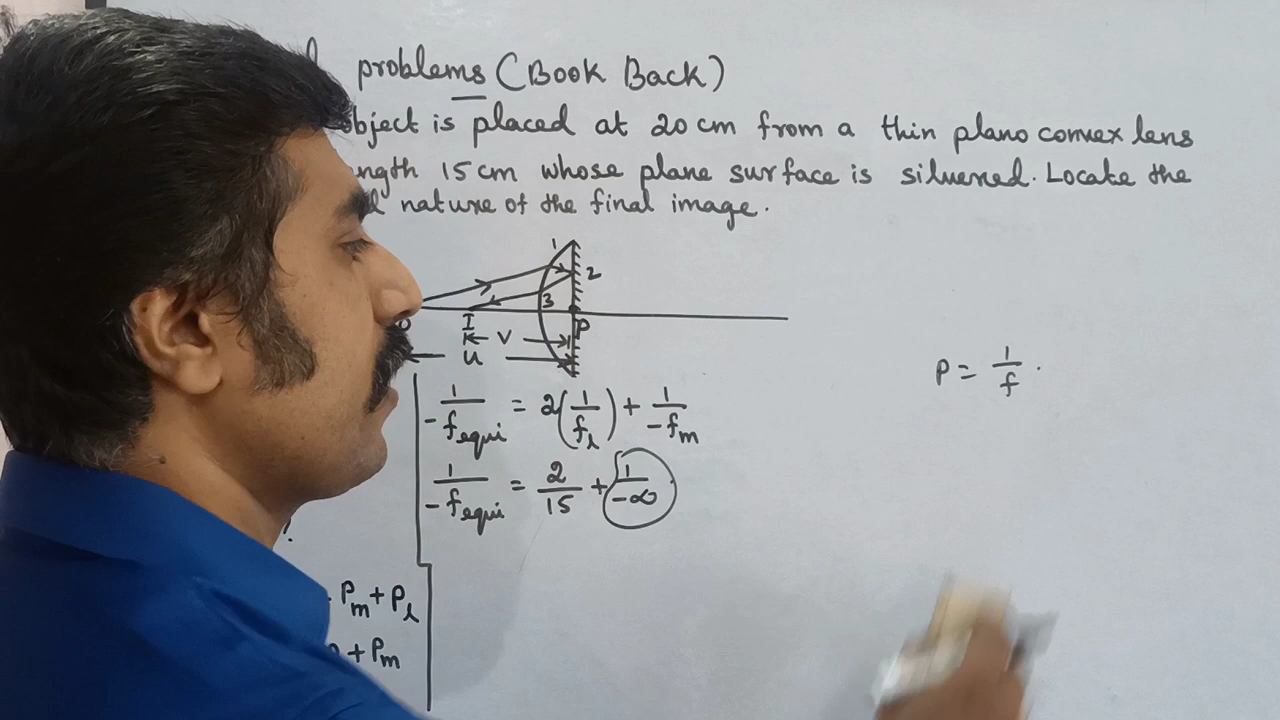 problems (Book Back)
object is placed at 20 cm from a thin plano convex lens
15 cm whose plane surface is silvered. Locate the
nature of the final image.
1
2
3
I
P
V
u
-1/f_equi = 2(1/f_l) + 1/-f_m
P = 1/f.
-1/f_equi = 2/15 + 1/-∞
?
P_m + P_l
+ P_m